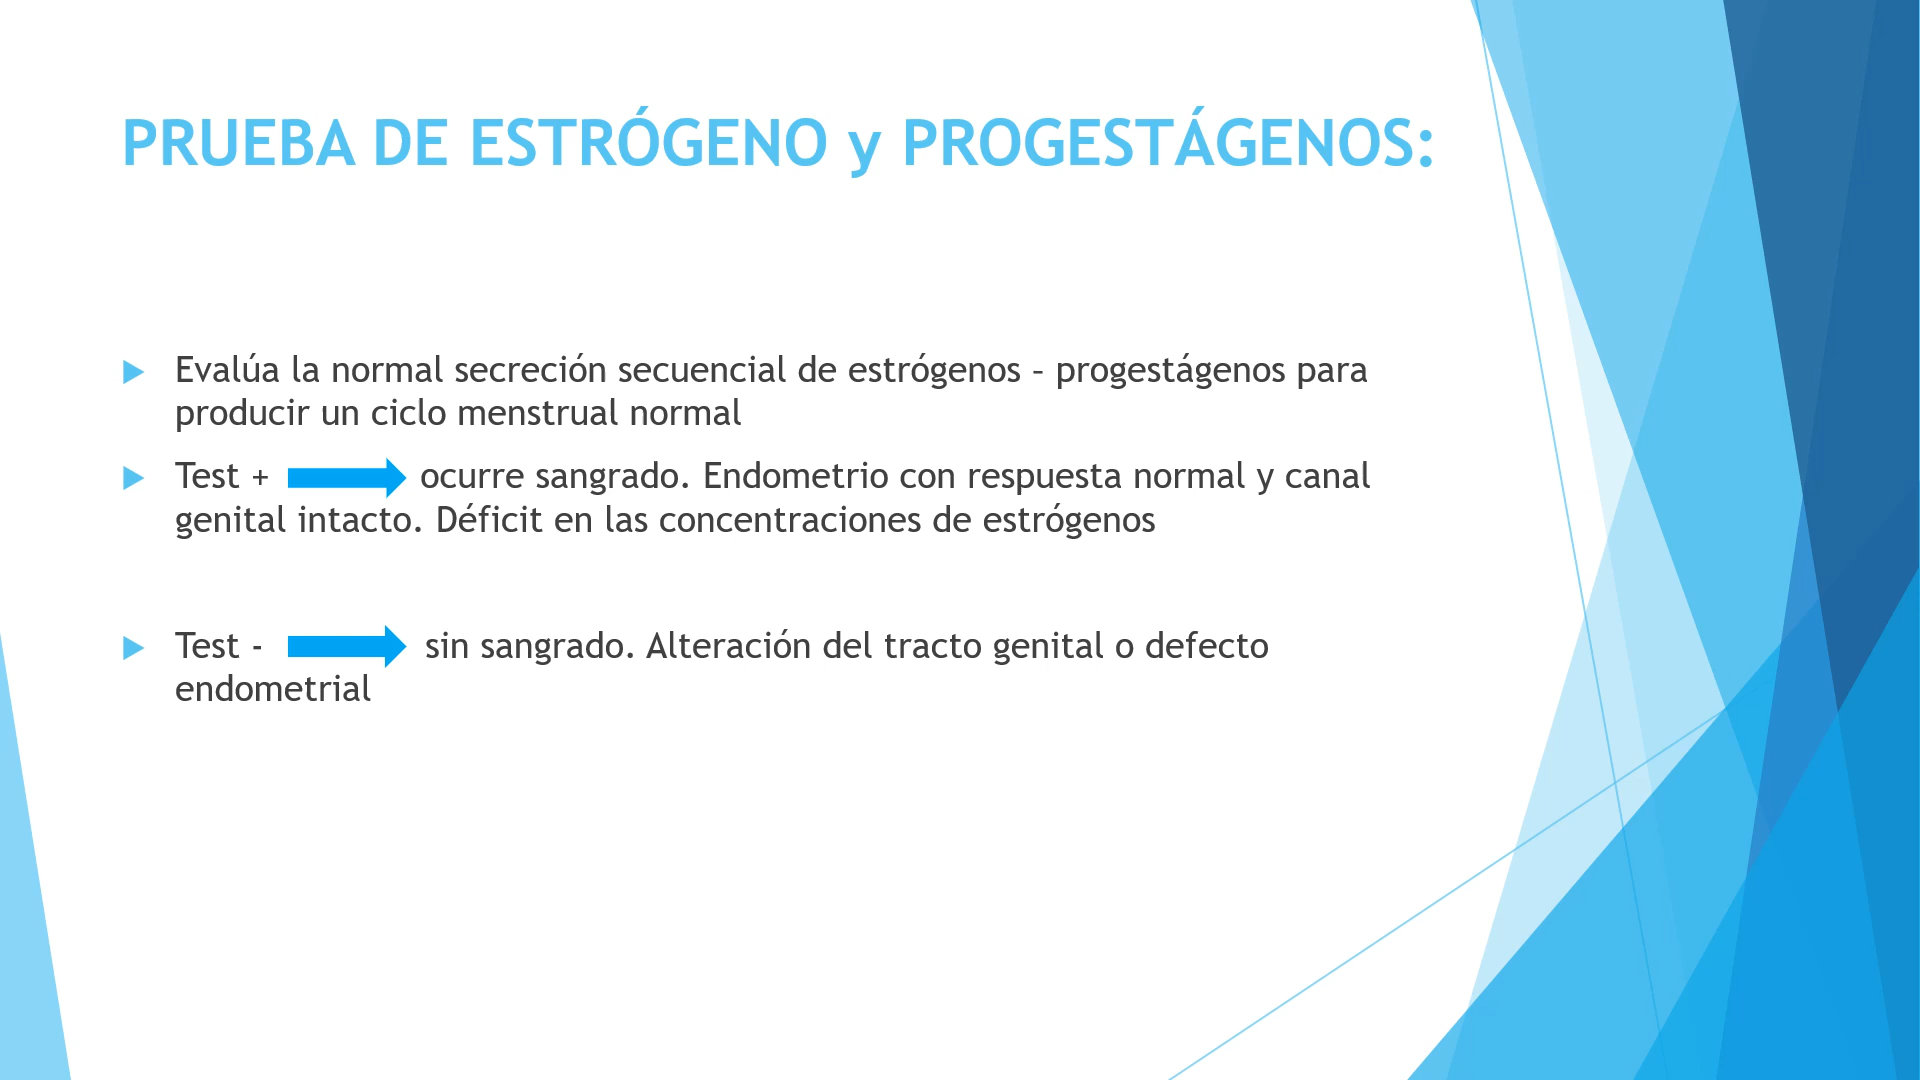 PRUEBA DE ESTRÓGENO y PROGESTÁGENOS:
Evalúa la normal secreción secuencial de estrógenos – progestágenos para
producir un ciclo menstrual normal
Test + ocurre sangrado. Endometrio con respuesta normal y canal
genital intacto. Déficit en las concentraciones de estrógenos
Test - sin sangrado. Alteración del tracto genital o defecto
endometrial